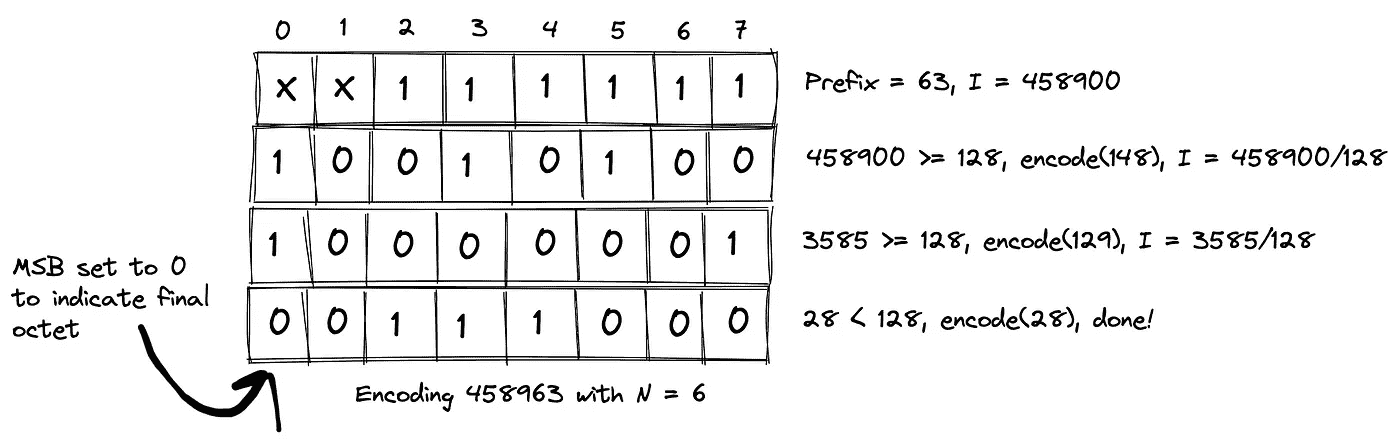 0 1 2 3 4 5 6 7
X X 1 1 1 1 1 1 Prefix = 63, I = 458900
1 0 0 1 0 1 0 0 458900 >= 128, encode(148), I = 458900/128
1 0 0 0 0 0 0 1 3585 >= 128, encode(129), I = 3585/128
MSB set to 0
to indicate final
octet
0 0 1 1 1 0 0 0 28 < 128, encode(28), done!
Encoding 458963 with N = 6